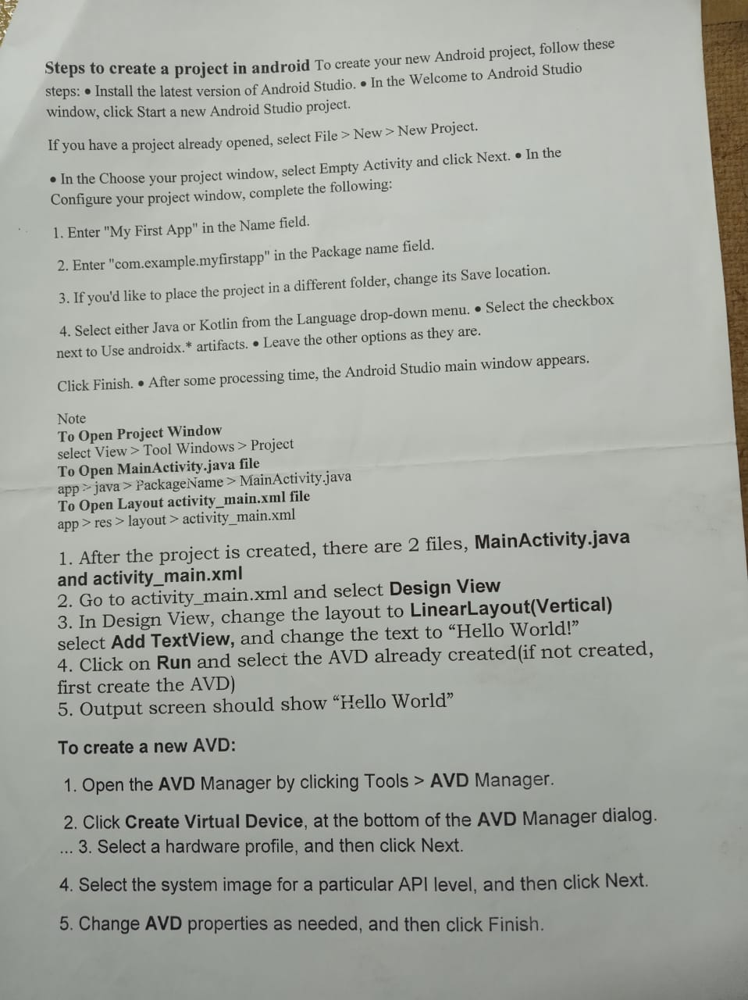 Steps to create a project in android To create your new Android project, follow these
steps: • Install the latest version of Android Studio. • In the Welcome to Android Studio
window, click Start a new Android Studio project.
If you have a project already opened, select File > New > New Project.
• In the Choose your project window, select Empty Activity and click Next. • In the
Configure your project window, complete the following:
1. Enter "My First App" in the Name field.
2. Enter "com.example.myfirstapp" in the Package name field.
3. If you'd like to place the project in a different folder, change its Save location.
4. Select either Java or Kotlin from the Language drop-down menu. • Select the checkbox
next to Use androidx.* artifacts. • Leave the other options as they are.
Click Finish. • After some processing time, the Android Studio main window appears.
Note
To Open Project Window
select View > Tool Windows > Project
To Open MainActivity.java file
app > java > PackageName > MainActivity.java
To Open Layout activity_main.xml file
app > res > layout > activity_main.xml
1. After the project is created, there are 2 files, MainActivity.java
and activity_main.xml
2. Go to activity_main.xml and select Design View
3. In Design View, change the layout to LinearLayout(Vertical)
select Add TextView, and change the text to “Hello World!”
4. Click on Run and select the AVD already created(if not created,
first create the AVD)
5. Output screen should show “Hello World”
To create a new AVD:
1. Open the AVD Manager by clicking Tools > AVD Manager.
2. Click Create Virtual Device, at the bottom of the AVD Manager dialog.
... 3. Select a hardware profile, and then click Next.
4. Select the system image for a particular API level, and then click Next.
5. Change AVD properties as needed, and then click Finish.